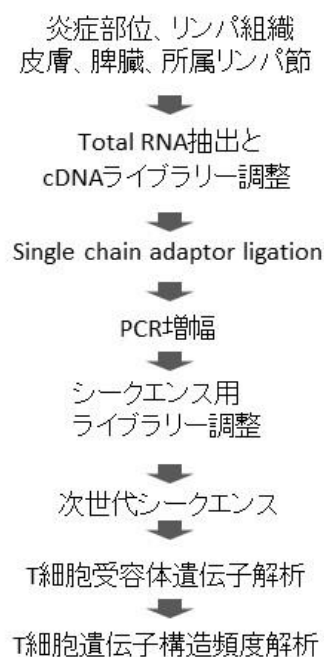 炎症部位、リンパ組織
皮膚、脾臓、所属リンパ節
Total RNA抽出と
cDNAライブラリー調整
Single chain adaptor ligation
PCR増幅
シークエンス用
ライブラリー調整
次世代シークエンス
T細胞受容体遺伝子解析
T細胞遺伝子構造頻度解析